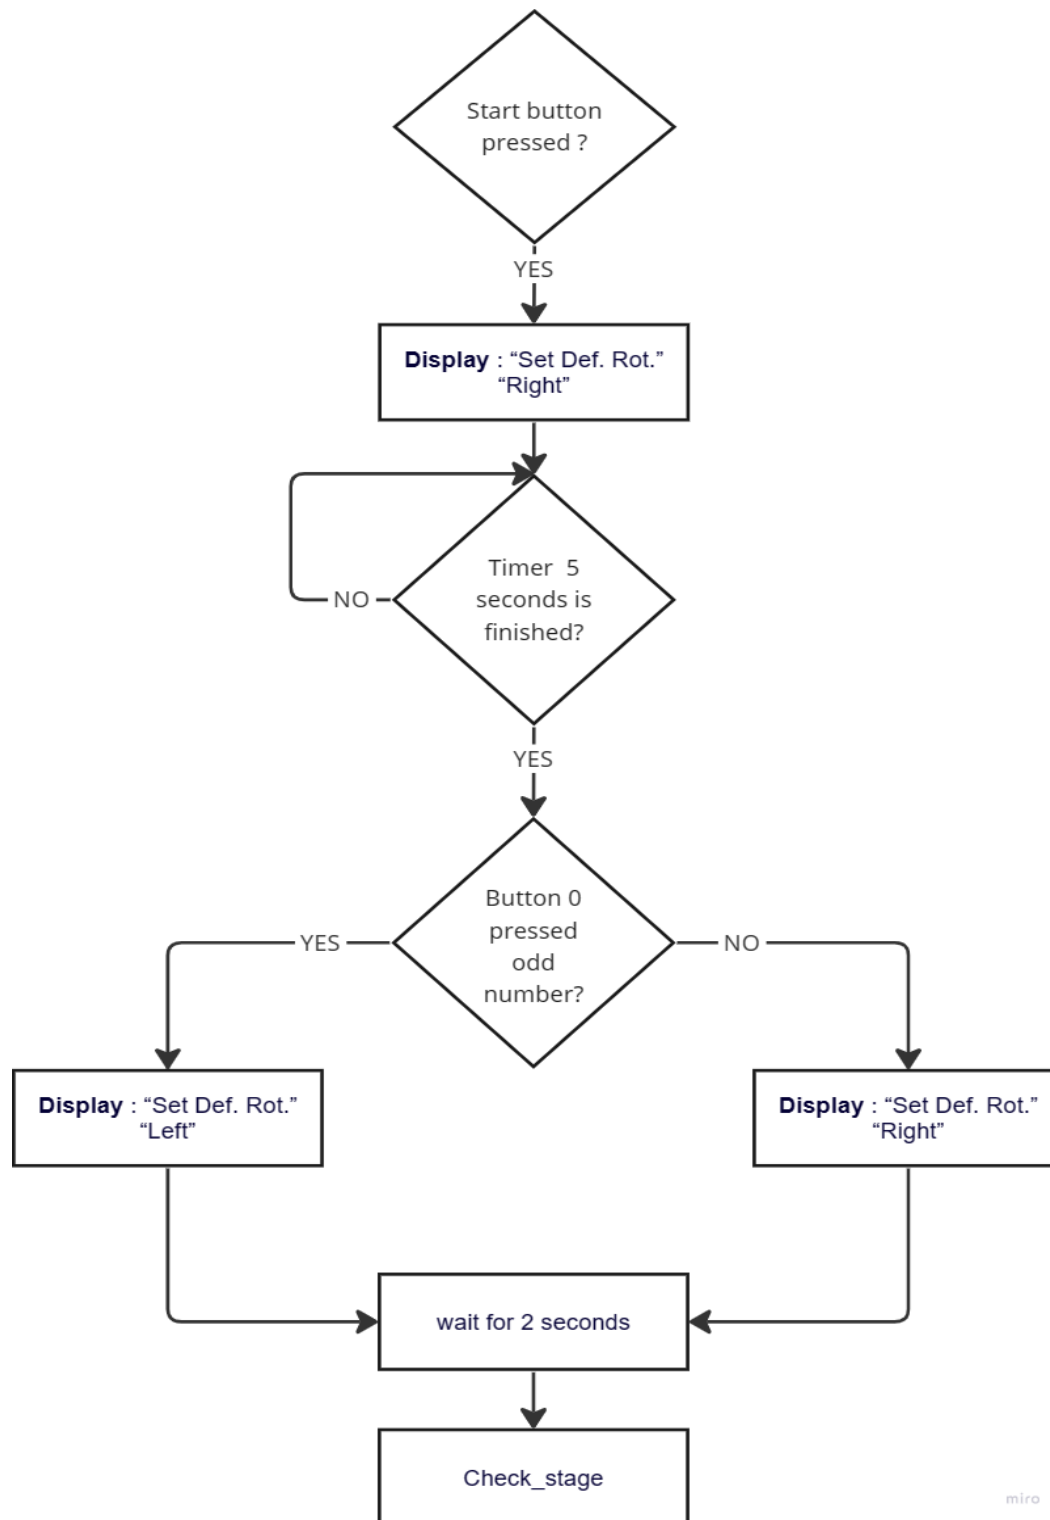 Start button
pressed ?
YES
Display : “Set Def. Rot.”
“Right”
Timer  5
seconds is
finished?
NO
YES
Button 0
pressed
odd
number?
YES
NO
Display : “Set Def. Rot.”
“Left”
Display : “Set Def. Rot.”
“Right”
wait for 2 seconds
Check_stage
miro